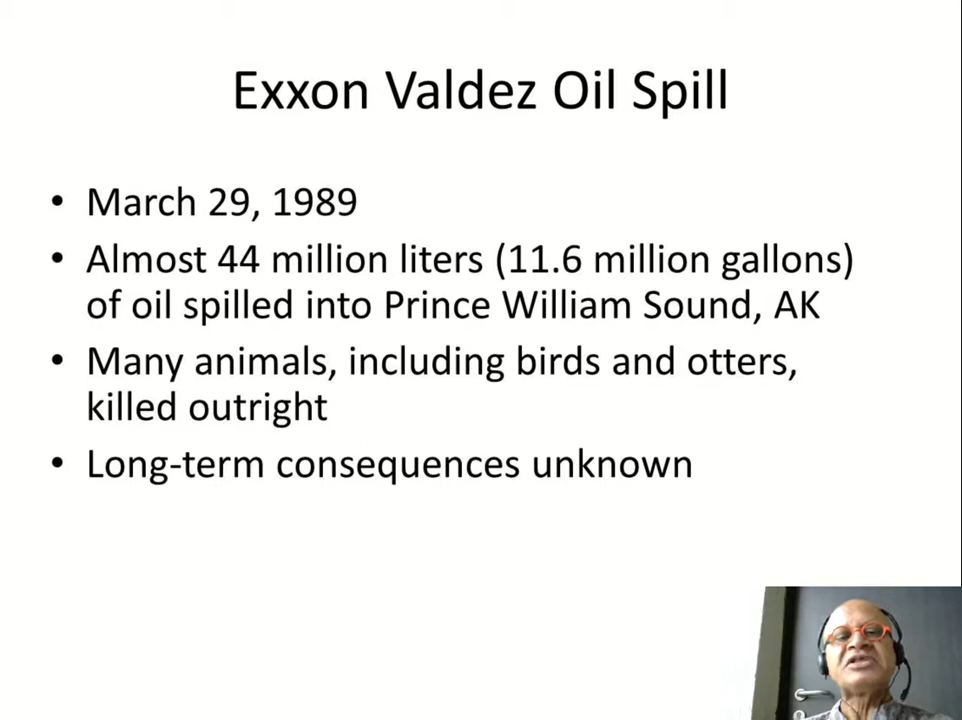 Exxon Valdez Oil Spill
• March 29, 1989
• Almost 44 million liters (11.6 million gallons)
of oil spilled into Prince William Sound, AK
• Many animals, including birds and otters,
killed outright
• Long-term consequences unknown